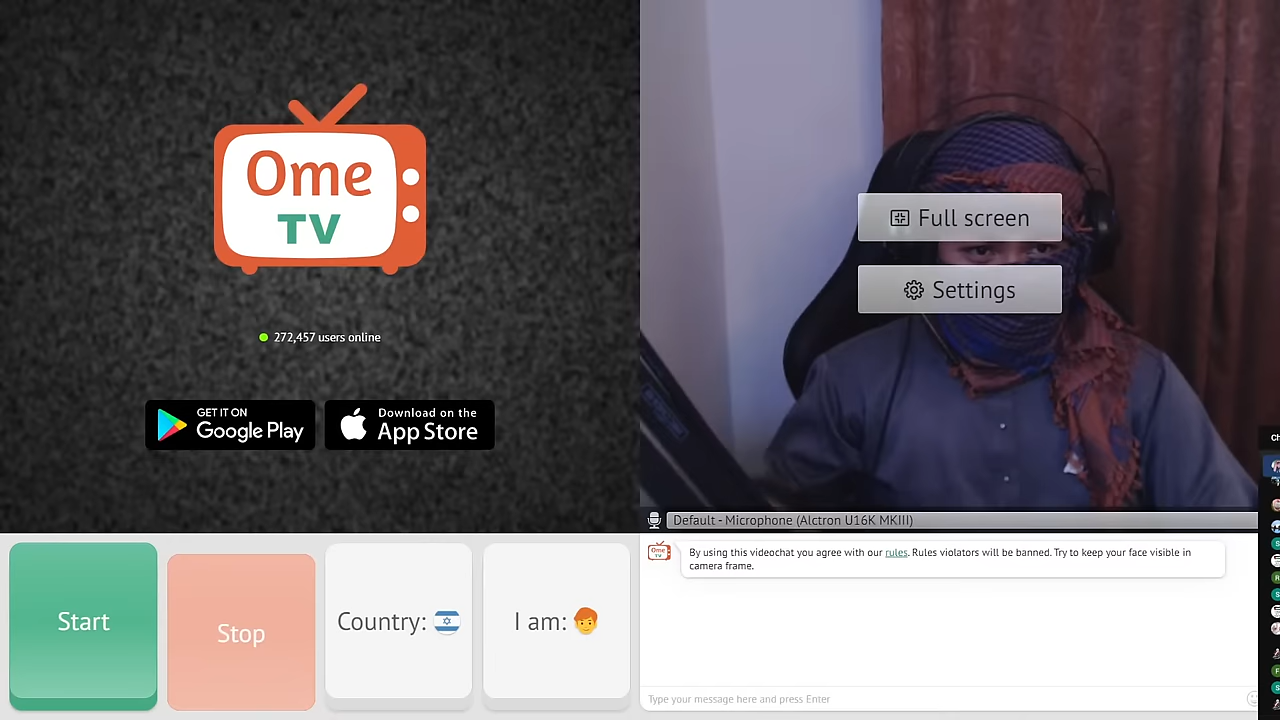 Ome
TV
272,457 users online
GET IT ON
Google Play
Download on the
App Store
Start
Stop
Country:
I am:
Full screen
Settings
Default - Microphone (Alctron U16K MKIII)
Ome
TV
By using this videochat you agree with our rules. Rules violators will be banned. Try to keep your face visible in
camera frame.
Type your message here and press Enter